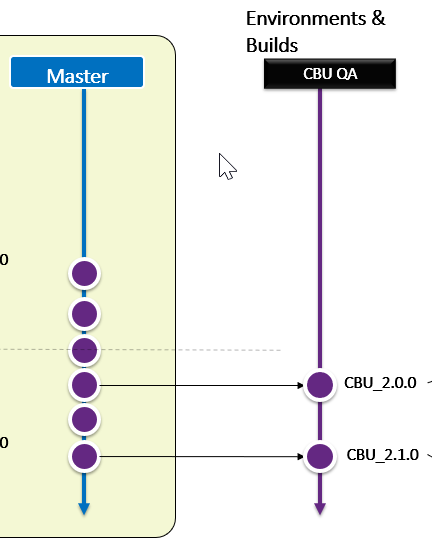 Environments &
Builds
Master
CBU QA
0
CBU_2.0.0
0
CBU_2.1.0